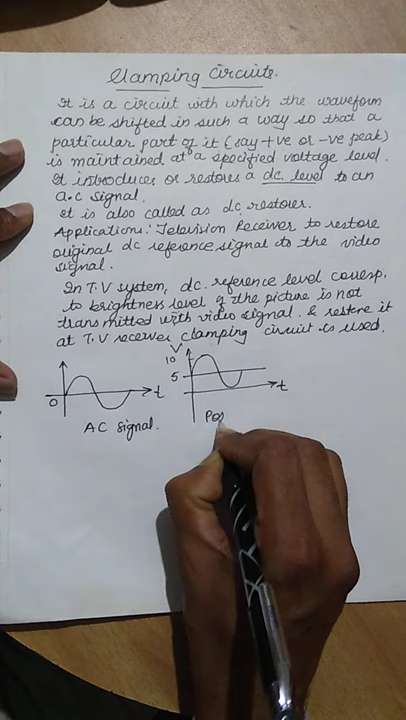 Clamping Circuits.
It is a circuit with which the waveform
can be shifted in such a way so that a
particular part of it (say +ve or -ve peak)
is maintained at a specified voltage level.
It introduces or restores a dc level to an
a.c signal.
It is also called as dc restorer.
Application: Television Receiver to restore
original dc reference signal to the video
signal.
In T.V system, dc reference level corresp.
to brightness level of the picture is not
transmitted with video signal. & restore it
at T.V receiver clamping circuit is used.
V
10
5
0
t
t
AC Signal.
Pos